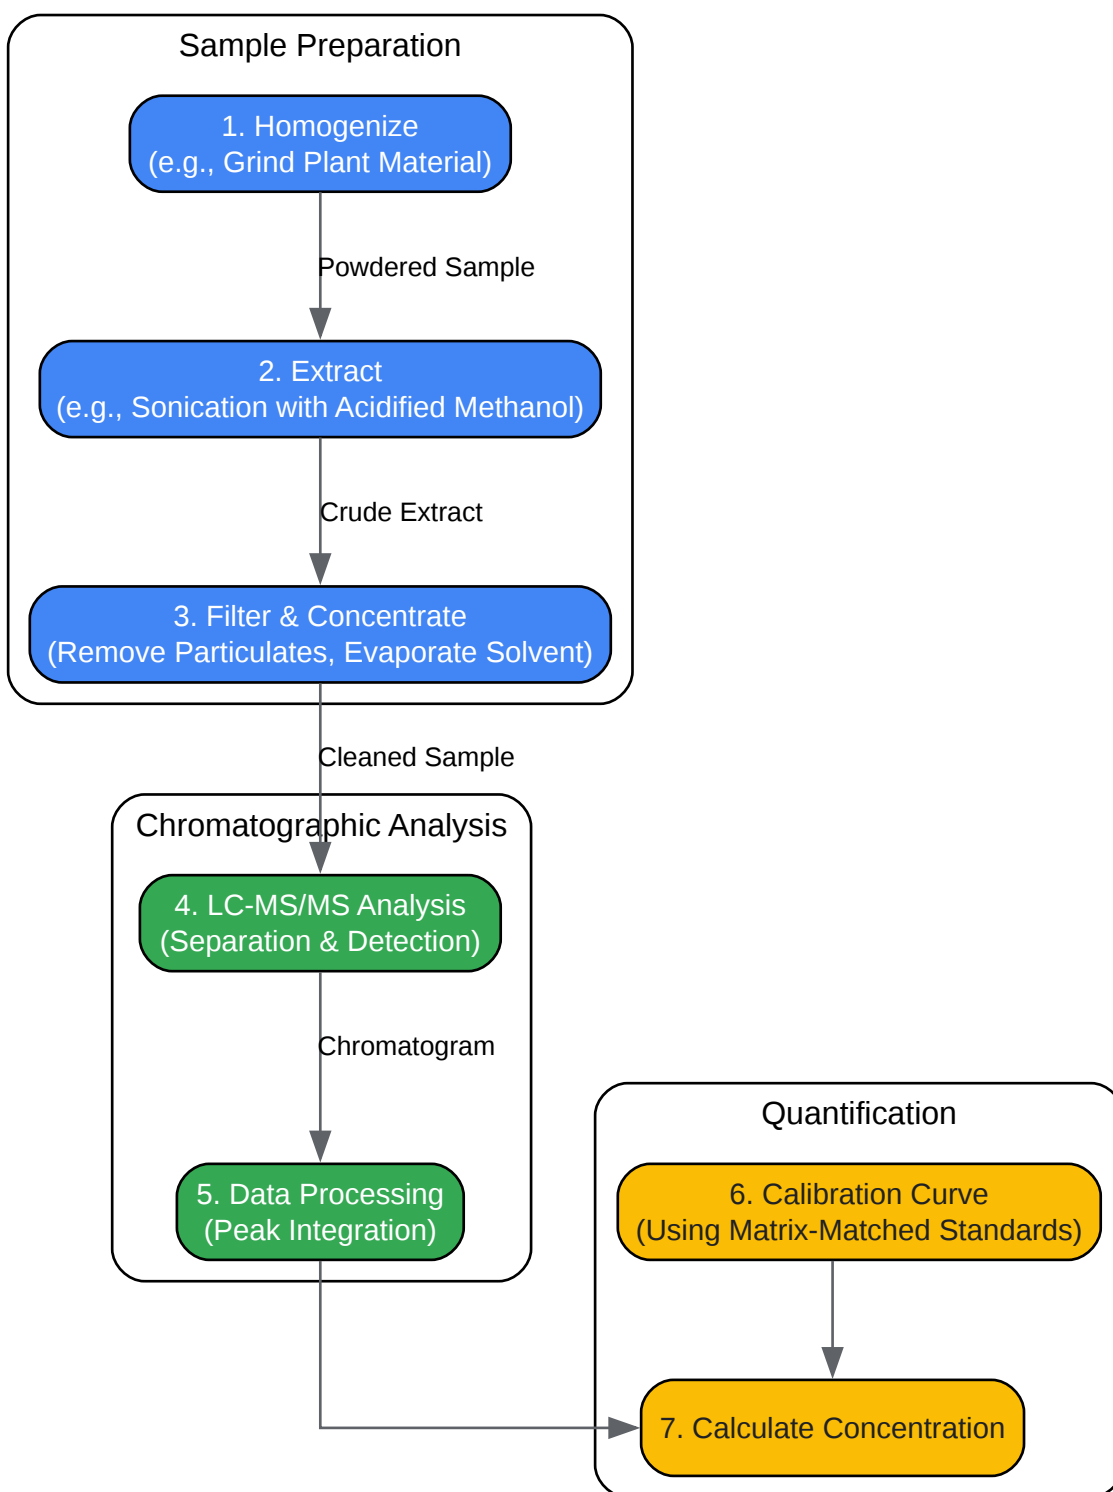 Sample Preparation
1. Homogenize
(e.g., Grind Plant Material)
Powdered Sample
2. Extract
(e.g., Sonication with Acidified Methanol)
Crude Extract
3. Filter & Concentrate
(Remove Particulates, Evaporate Solvent)
Cleaned Sample
Chromatographic Analysis
4. LC-MS/MS Analysis
(Separation & Detection)
Chromatogram
5. Data Processing
(Peak Integration)
Quantification
6. Calibration Curve
(Using Matrix-Matched Standards)
7. Calculate Concentration